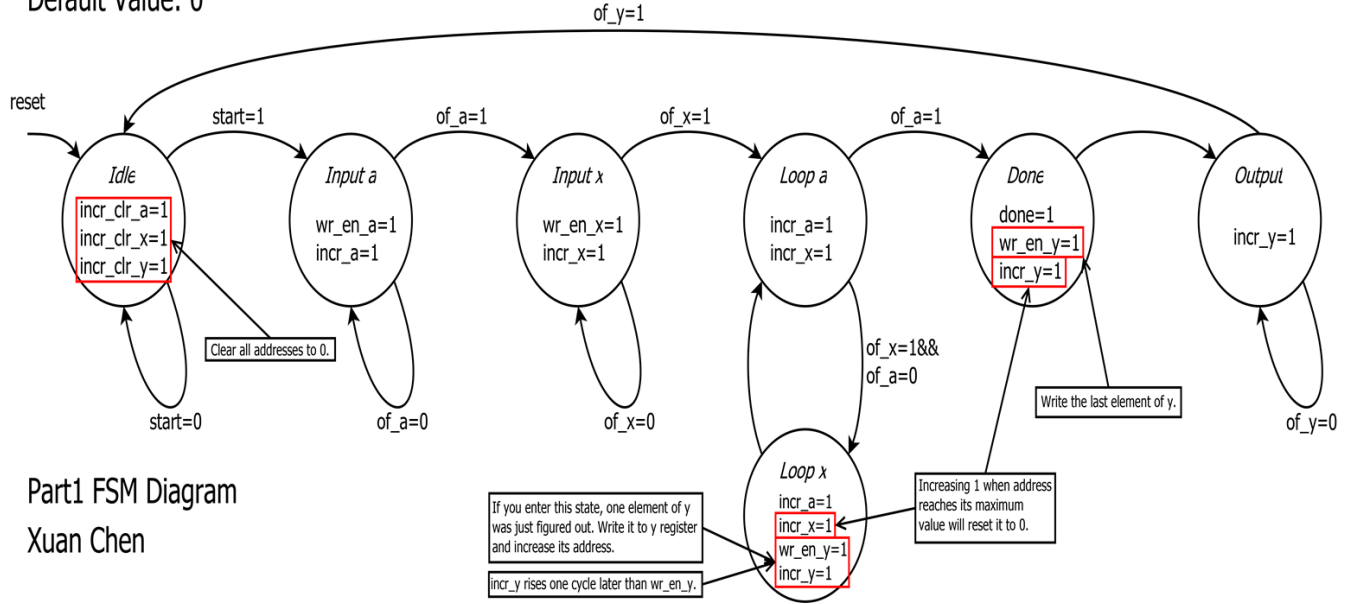 Default Value: 0
of_y=1
reset
start=1
of_a=1
of_x=1
of_a=1
Idle
incr_clr_a=1
incr_clr_x=1
incr_clr_y=1
Input a
wr_en_a=1
incr_a=1
Input x
wr_en_x=1
incr_x=1
Loop a
incr_a=1
incr_x=1
Done
done=1
wr_en_y=1
incr_y=1
Output
incr_y=1
Clear all addresses to 0.
of_x=1&&
of_a=0
Write the last element of y.
start=0
of_a=0
of_x=0
of_y=0
Loop x
incr_a=1
incr_x=1
wr_en_y=1
incr_y=1
Increasing 1 when address
reaches its maximum
value will reset it to 0.
If you enter this state, one element of y
was just figured out. Write it to y register
and increase its address.
incr_y rises one cycle later than wr_en_y.
Part1 FSM Diagram
Xuan Chen